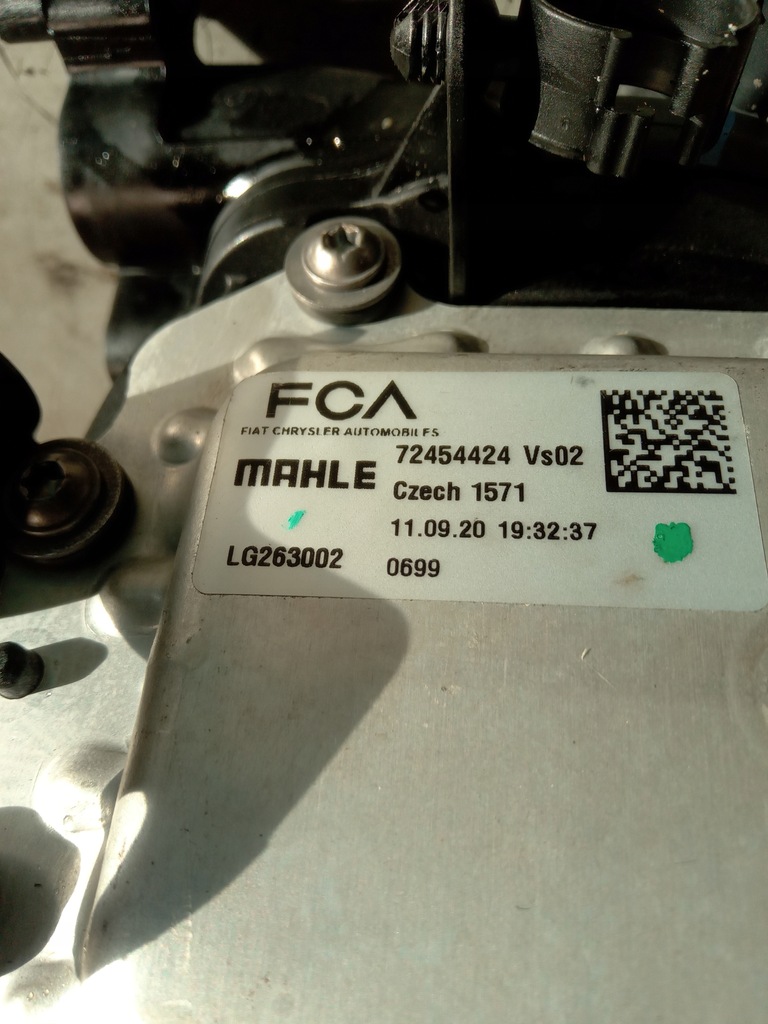 FCA
FIAT CHRYSLER AUTOMOBILES
MAHLE
72454424 Vs02
Czech 1571
11.09.20 19:32:37
LG263002
0699